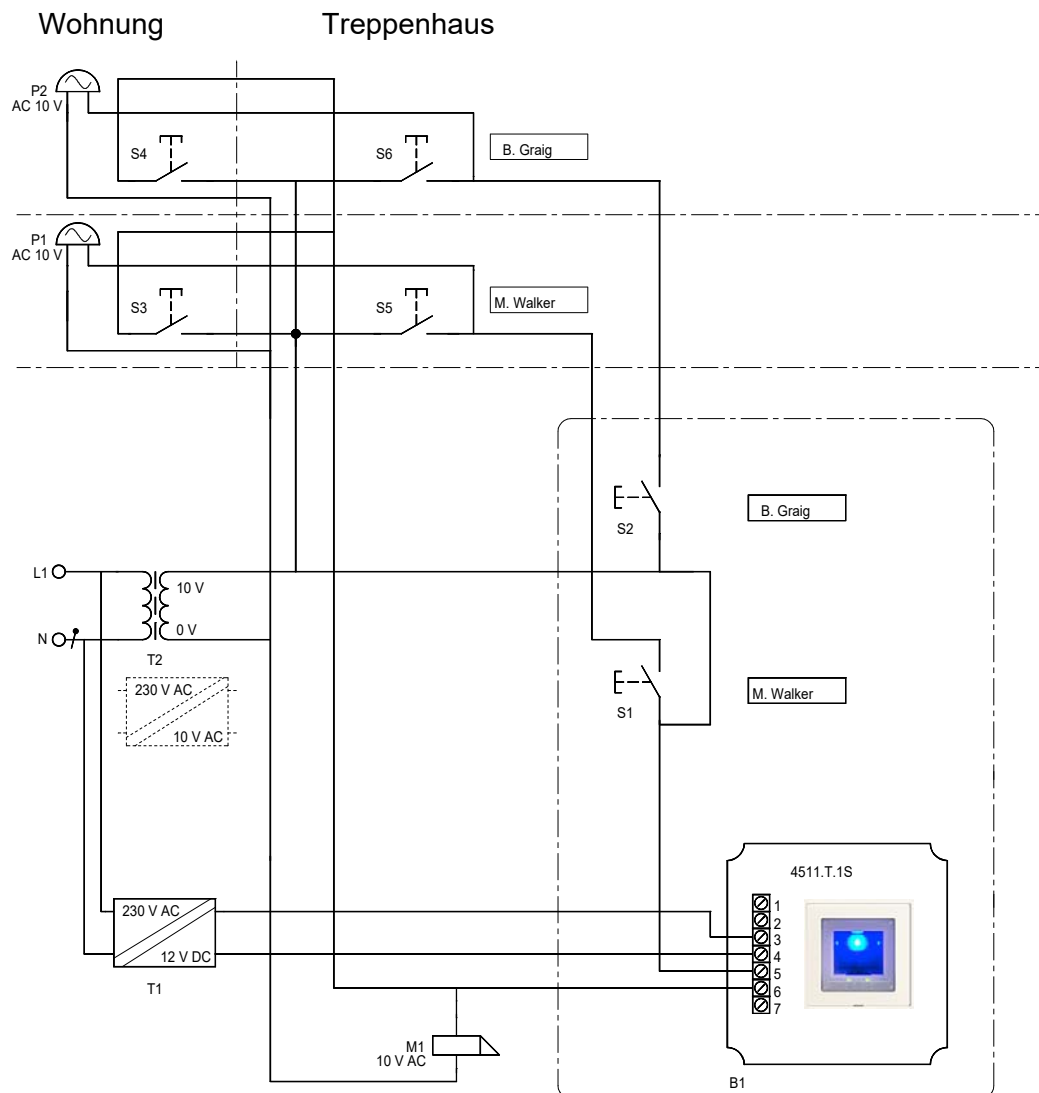 Wohnung Treppenhaus
P2
AC 10 V
S4 S6 B. Graig
P1
AC 10 V
S3 S5 M. Walker
S2 B. Graig
L1 10 V
N 0 V
T2
230 V AC
10 V AC
S1 M. Walker
4511.T.1S
230 V AC
12 V DC
T1
1
2
3
4
5
6
7
M1
10 V AC
B1